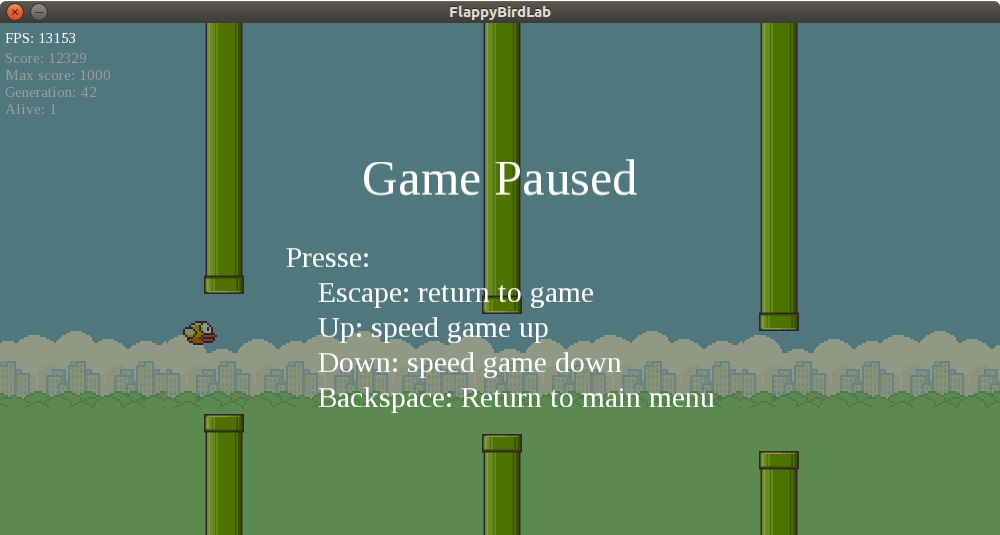 FlappyBirdLab
FPS: 13153
Score: 12329
Max score: 1000
Generation: 42
Alive: 1
Game Paused
Presse:
Escape: return to game
Up: speed game up
Down: speed game down
Backspace: Return to main menu